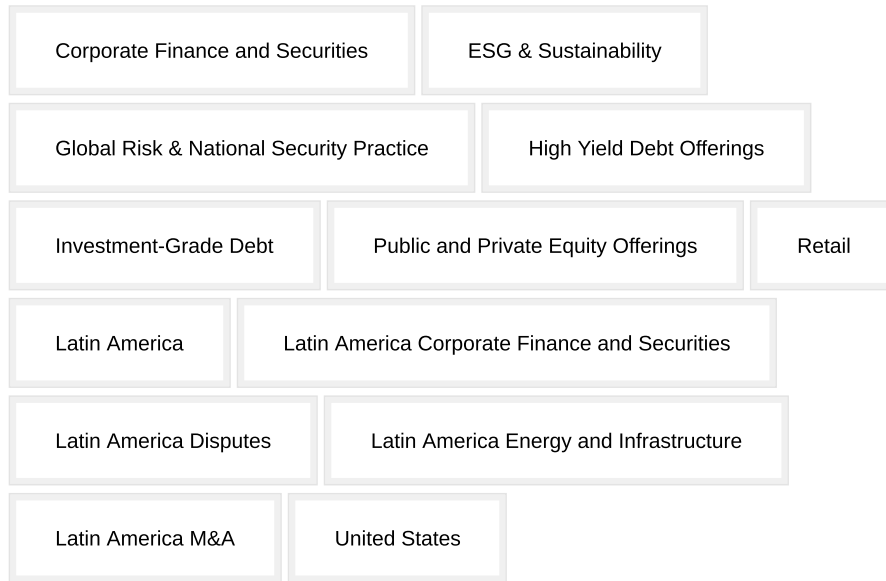 Corporate Finance and Securities ESG & Sustainability
Global Risk & National Security Practice High Yield Debt Offerings
Investment-Grade Debt Public and Private Equity Offerings Retail
Latin America Latin America Corporate Finance and Securities
Latin America Disputes Latin America Energy and Infrastructure
Latin America M&A United States